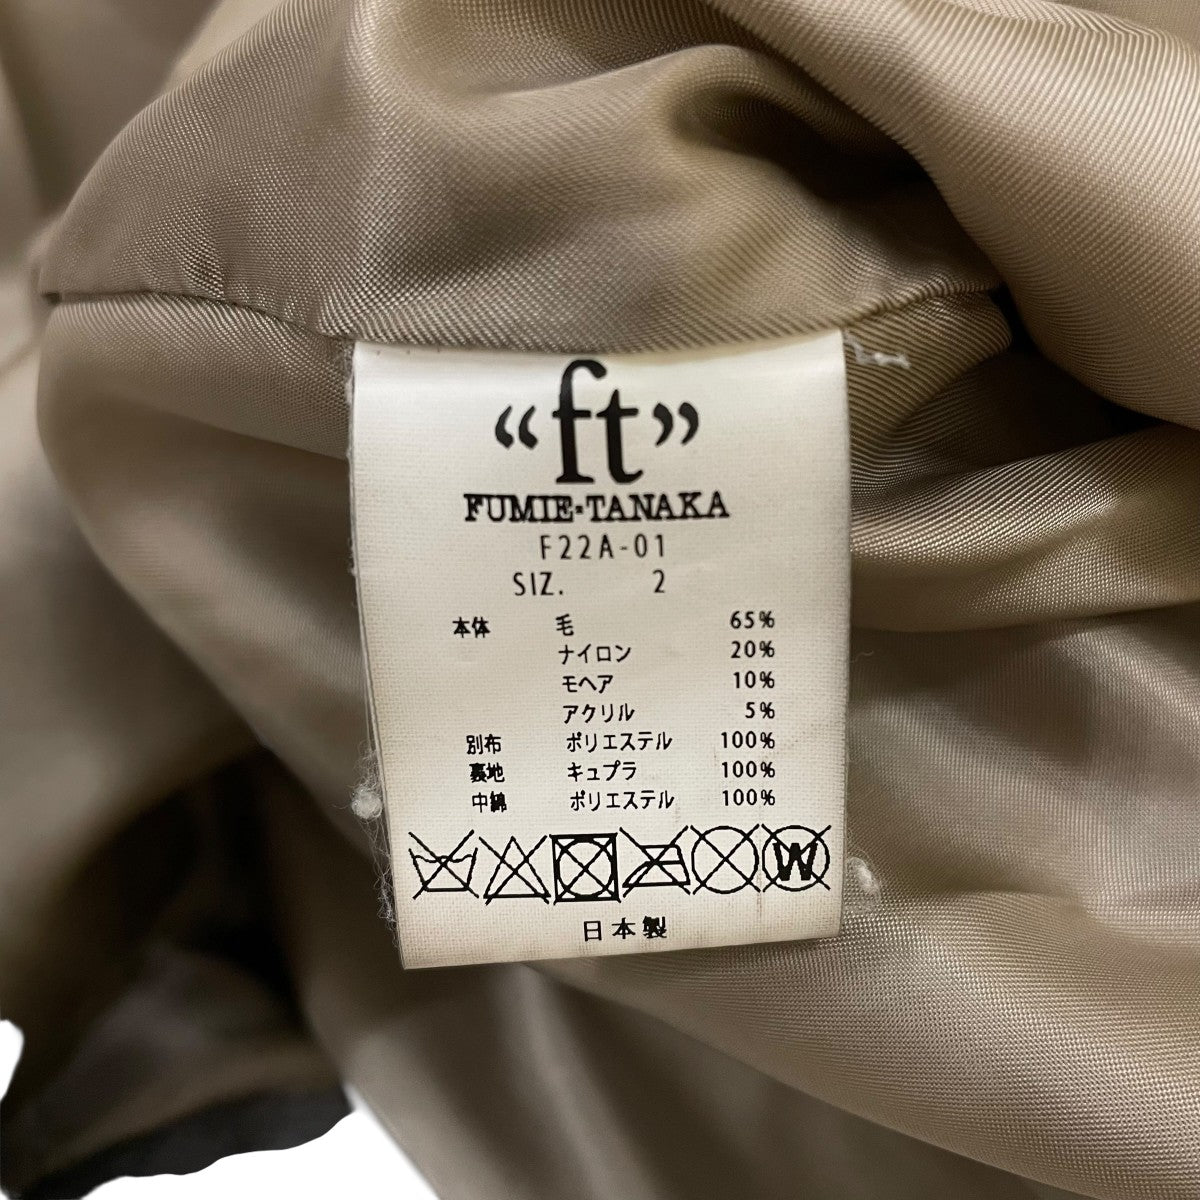 “ft”
FUMIE·TANAKA
F22A-01
SIZ. 2
本体 毛 65%
ナイロン 20%
モヘア 10%
アクリル 5%
別布 ポリエステル 100%
裏地 キュプラ 100%
中綿 ポリエステル 100%
W
日本製